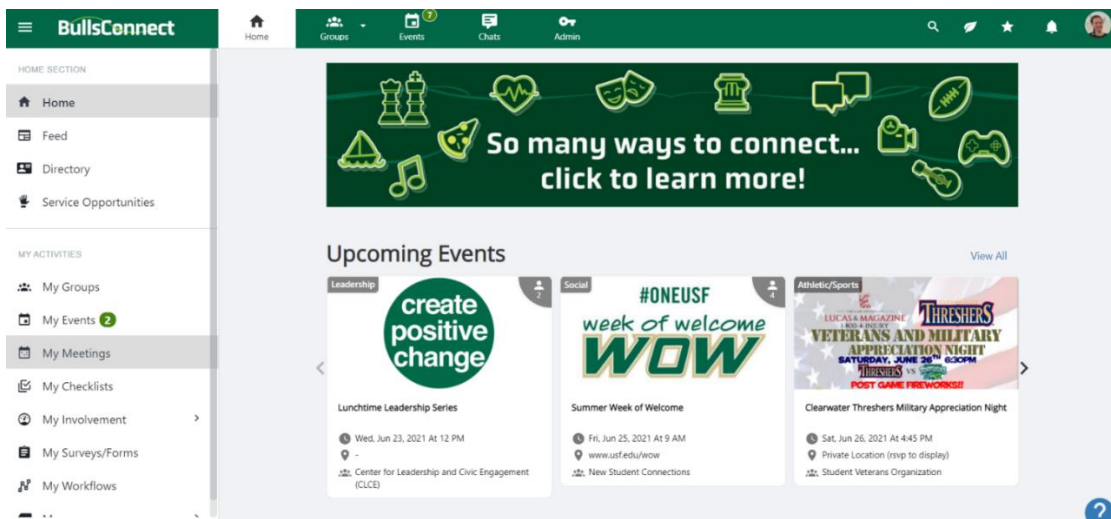 BullsConnect
Home
Groups
Events
7
Chats
Admin
HOME SECTION
Home
Feed
Directory
Service Opportunities
MY ACTIVITIES
My Groups
My Events 2
My Meetings
My Checklists
My Involvement
My Surveys/Forms
My Workflows
So many ways to connect...
click to learn more!
Upcoming Events
View All
Leadership
2
create
positive
change
Lunchtime Leadership Series
Wed, Jun 23, 2021 At 12 PM
-
Center for Leadership and Civic Engagement
(CLCE)
Social
4
#ONEUSF
week of welcome
WOW
Summer Week of Welcome
Fri, Jun 25, 2021 At 9 AM
www.usf.edu/wow
New Student Connections
Athletic/Sports
LUCAS MAGAZINE
THRESHERS
VETERANS AND MILITARY
APPRECIATION NIGHT
SATURDAY, JUNE 26TH 6:30PM
THRESHERS VS
POST GAME FIREWORKS!!
Clearwater Threshers Military Appreciation Night
Sat, Jun 26, 2021 At 4:45 PM
Private Location (rsvp to display)
Student Veterans Organization
?